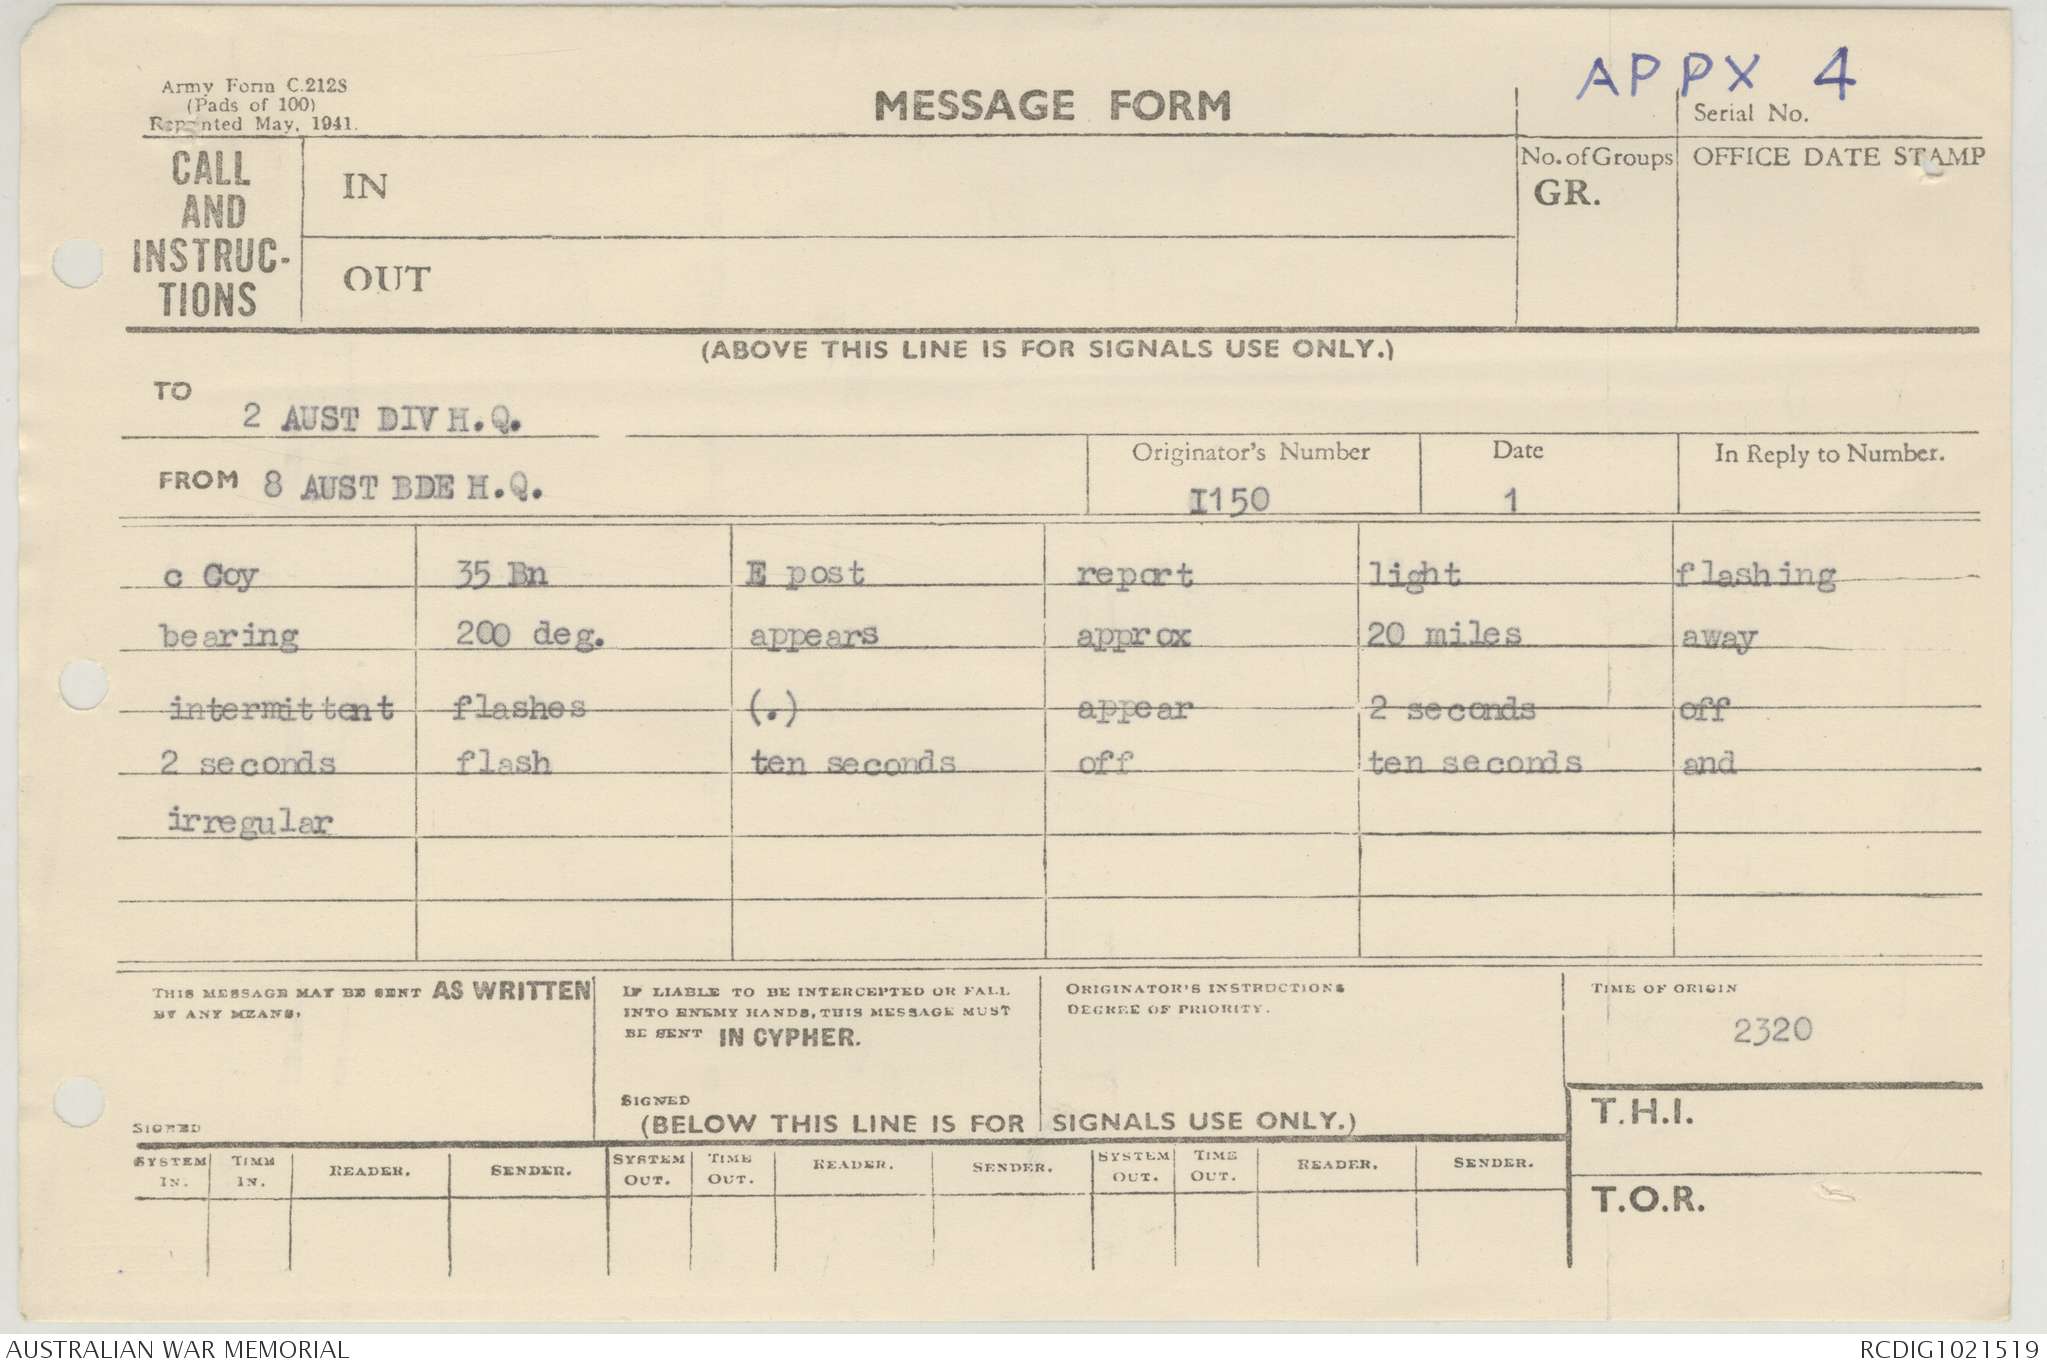 APPX 4
Army Form C.2128
(Pads of 100)
Reprinted May, 1941.
MESSAGE FORM
Serial No.
CALL
AND
INSTRUC-
TIONS
IN
OUT
No. of Groups
GR.
OFFICE DATE STAMP
(ABOVE THIS LINE IS FOR SIGNALS USE ONLY.)
TO
2 AUST DIV H.Q.
FROM 8 AUST BDE H.Q.
Originator's Number
I150
Date
1
In Reply to Number.
c Coy 35 Bn E post report light flashing
bearing 200 deg. appears approx 20 miles away
intermittent flashes (.) appear 2 seconds off
2 seconds flash ten seconds off ten seconds and
irregular
THIS MESSAGE MAY BE SENT AS WRITTEN
BY ANY MEANS.
SIGNED
IF LIABLE TO BE INTERCEPTED OR FALL
INTO ENEMY HANDS, THIS MESSAGE MUST
BE SENT IN CYPHER.
SIGNED
ORIGINATOR'S INSTRUCTIONS
DEGREE OF PRIORITY.
TIME OF ORIGIN
2320
(BELOW THIS LINE IS FOR SIGNALS USE ONLY.)
T.H.I.
T.O.R.
SYSTEM IN. TIME IN. READER. SENDER. SYSTEM OUT. TIME OUT. READER. SENDER. SYSTEM OUT. TIME OUT. READER. SENDER.
AUSTRALIAN WAR MEMORIAL
RCDIG1021519